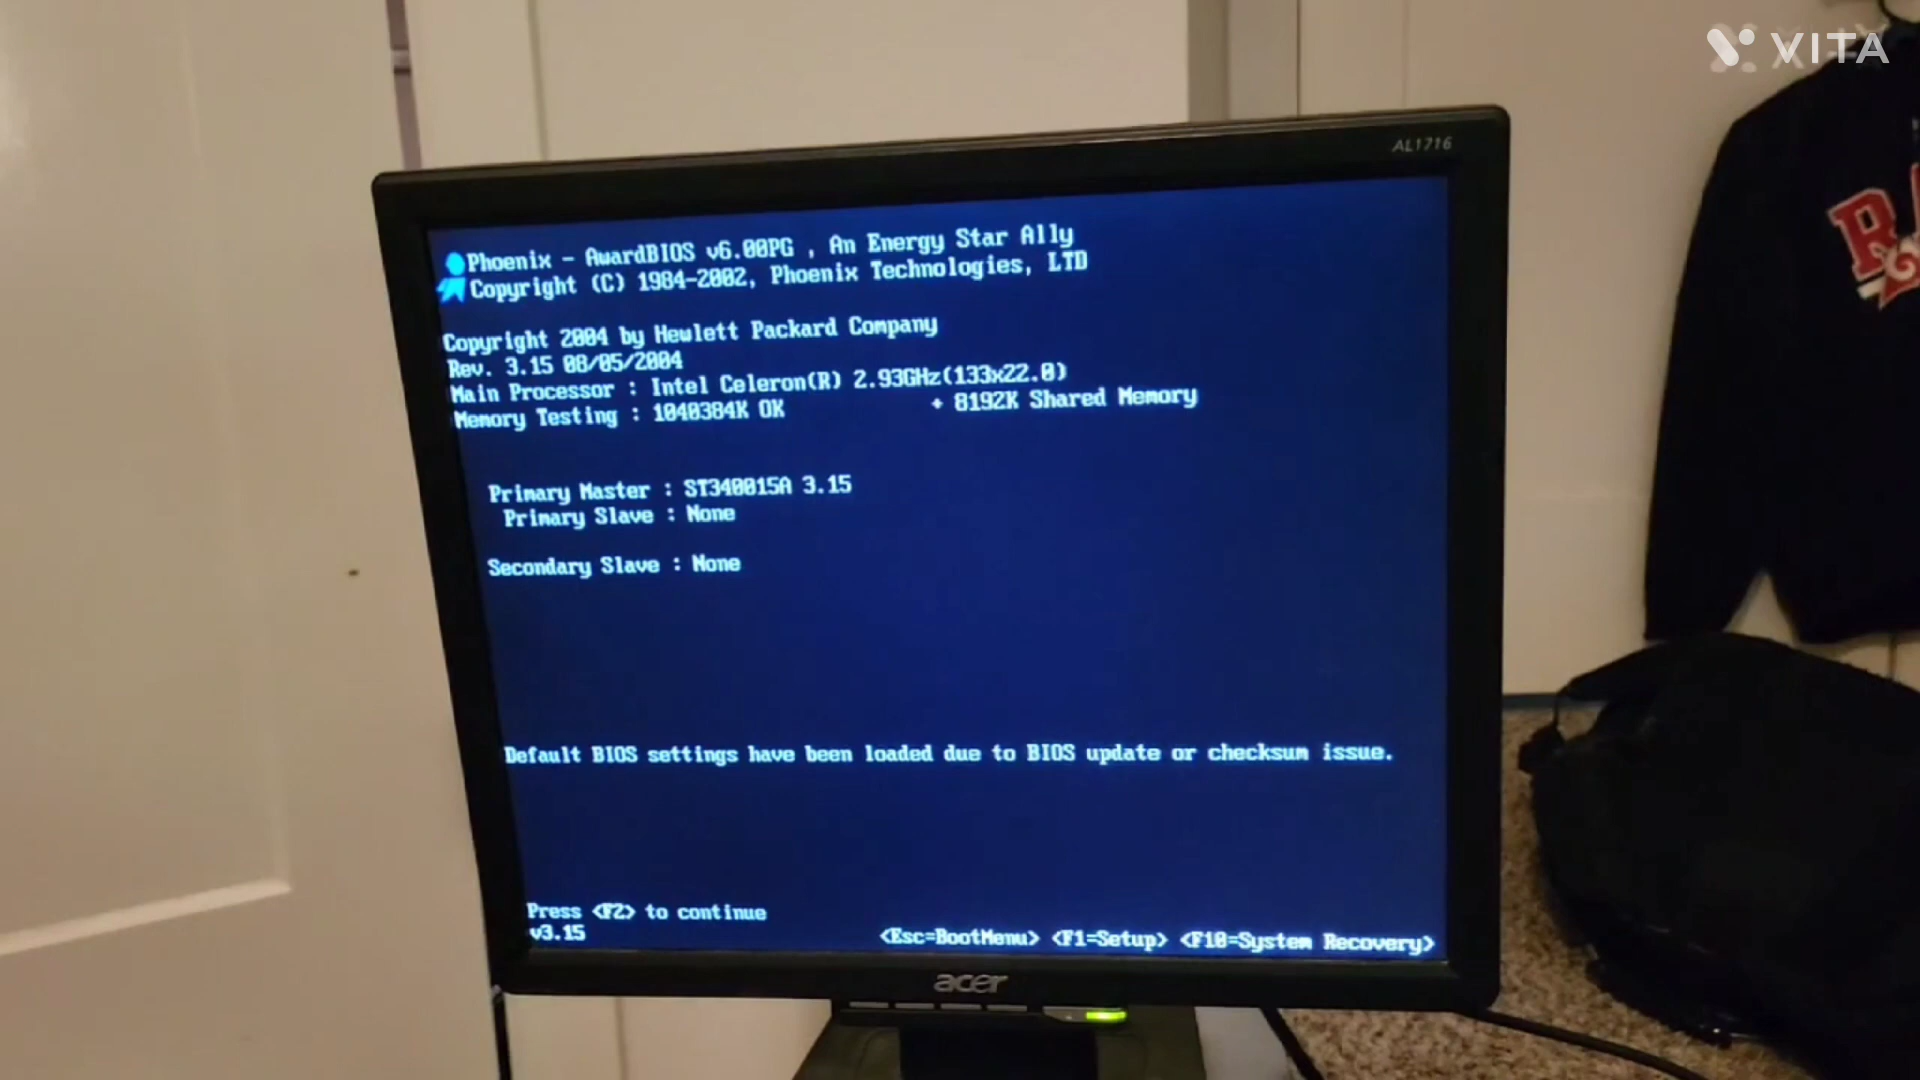 VITA
AL1716
Phoenix - AwardBIOS v6.00PG , An Energy Star Ally
Copyright (C) 1984-2002, Phoenix Technologies, LTD
Copyright 2004 by Hewlett Packard Company
Rev. 3.15 08/05/2004
Main Processor : Intel Celeron(R) 2.93GHz(133x22.0)
Memory Testing : 1040384K OK + 8192K Shared Memory
Primary Master : ST340015A 3.15
Primary Slave : None
Secondary Slave : None
Default BIOS settings have been loaded due to BIOS update or checksum issue.
Press <F2> to continue
v3.15
<Esc=BootMenu> <F1=Setup> <F10=System Recovery>
acer